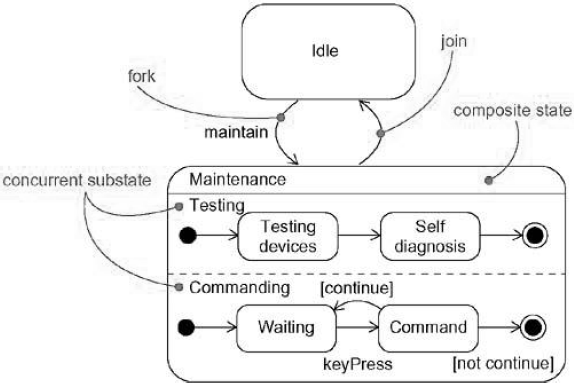 Idle
join
fork
maintain
composite state
concurrent substate
Maintenance
Testing
Testing
devices
Self
diagnosis
Commanding
[continue]
Waiting
Command
keyPress
[not continue]